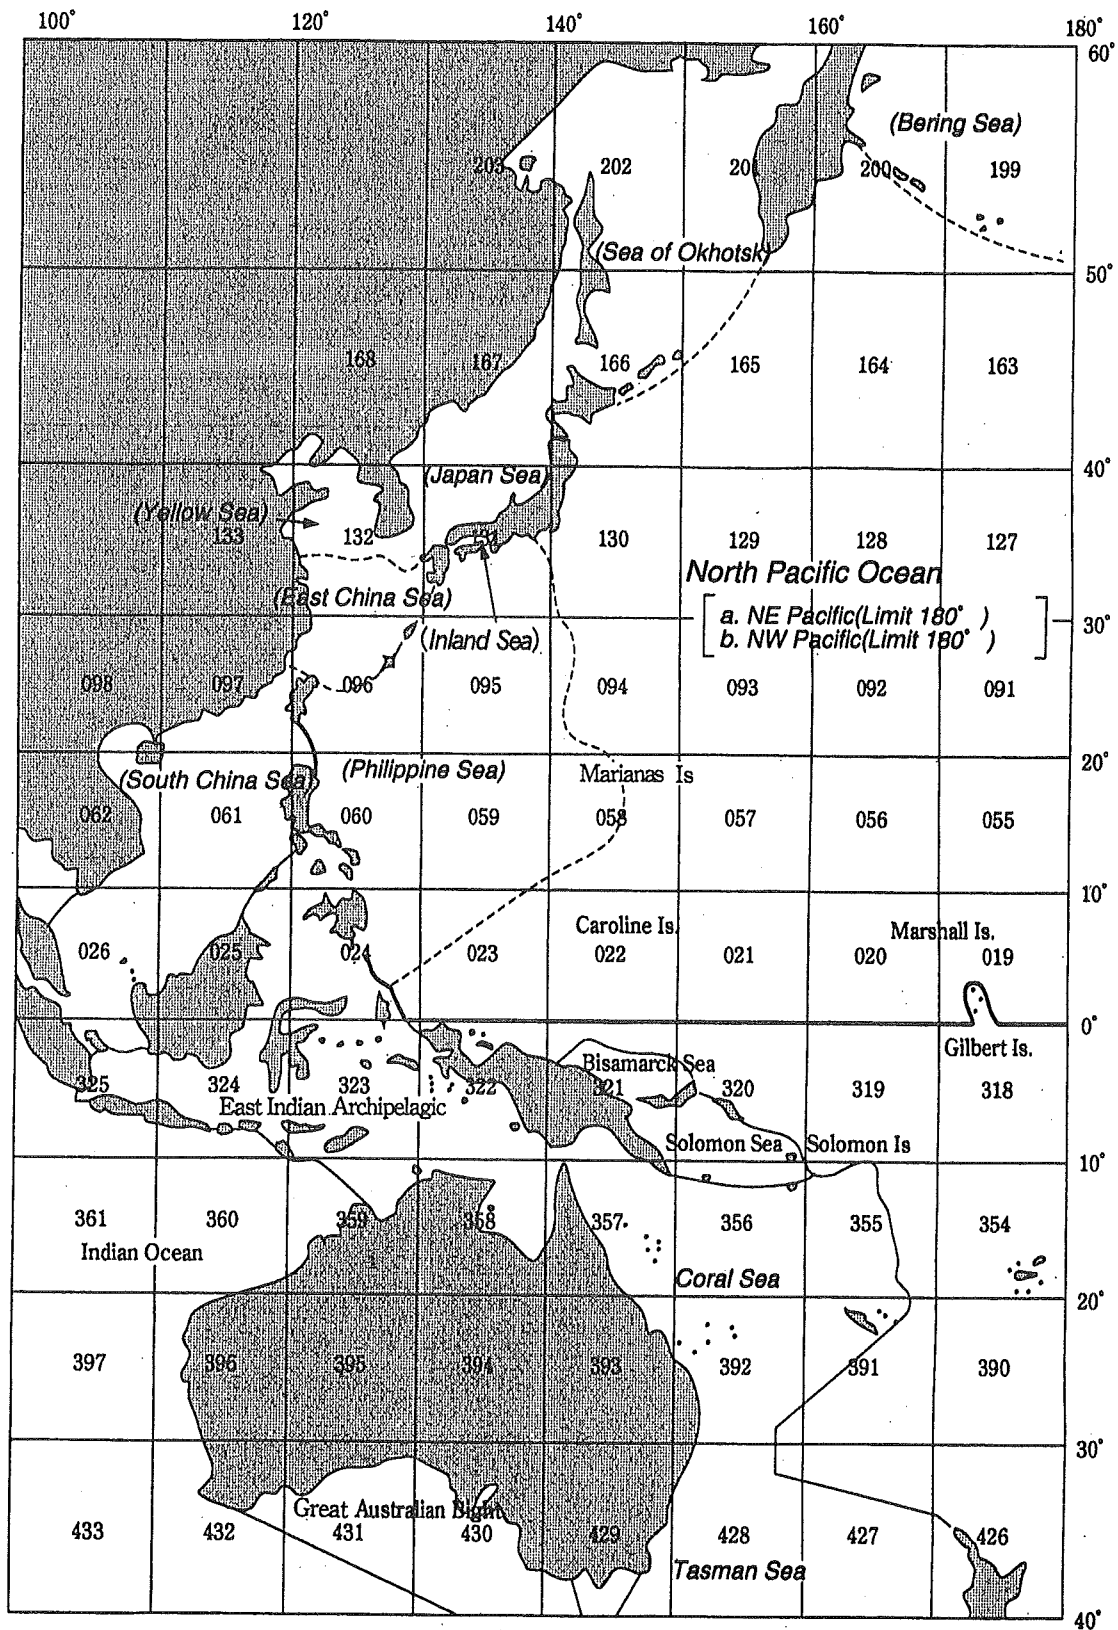 100° 120° 140° 160° 180°
60°
(Bering Sea)
203 202 201 200 199
(Sea of Okhotsk)
50°
168 167 166 165 164 163
40°
(Japan Sea)
(Yellow Sea)
133 132 131 130 129 128 127
North Pacific Ocean
(East China Sea)
a. NE Pacific(Limit 180° )
30°
b. NW Pacific(Limit 180° )
(Inland Sea)
098 097 096 095 094 093 092 091
20°
(South China Sea) (Philippine Sea) Marianas Is
062 061 060 059 058 057 056 055
10°
Caroline Is. Marshall Is.
026 025 024 023 022 021 020 019
0°
Gilbert Is.
Bismarck Sea
325 324 323 322 321 320 319 318
East Indian Archipelagic
Solomon Sea Solomon Is
10°
361 360 359 358 357 356 355 354
Indian Ocean
Coral Sea
20°
397 396 395 394 393 392 391 390
30°
Great Australian Bight
433 432 431 430 429 428 427 426
Tasman Sea
40°